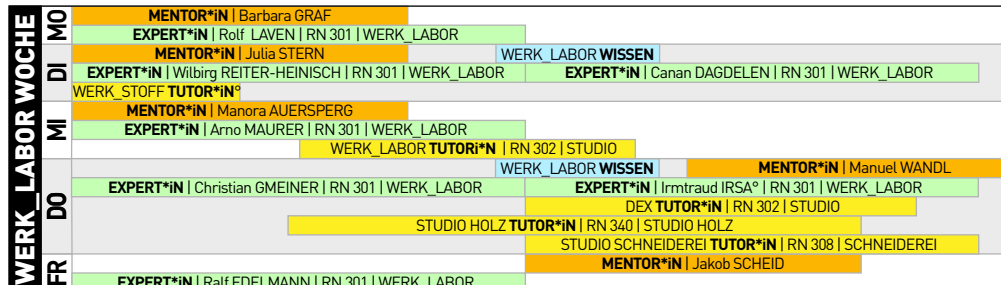 WERK_LABOR WOCHE
MO
MENTOR*iN | Barbara GRAF
EXPERT*iN | Rolf LAVEN | RN 301 | WERK_LABOR
DI
MENTOR*iN | Julia STERN
WERK_LABOR WISSEN
EXPERT*iN | Wilbirg REITER-HEINISCH | RN 301 | WERK_LABOR
EXPERT*iN | Canan DAGDELEN | RN 301 | WERK_LABOR
WERK_STOFF TUTOR*iN°
MI
MENTOR*iN | Manora AUERSPERG
EXPERT*iN | Arno MAURER | RN 301 | WERK_LABOR
WERK_LABOR TUTORi*N | RN 302 | STUDIO
DO
WERK_LABOR WISSEN
MENTOR*iN | Manuel WANDL
EXPERT*iN | Christian GMEINER | RN 301 | WERK_LABOR
EXPERT*iN | Irmtraud IRSA° | RN 301 | WERK_LABOR
DEX TUTOR*iN | RN 302 | STUDIO
STUDIO HOLZ TUTOR*iN | RN 340 | STUDIO HOLZ
STUDIO SCHNEIDEREI TUTOR*iN | RN 308 | SCHNEIDEREI
FR
MENTOR*iN | Jakob SCHEID
EXPERT*iN | Ralf EDELMANN | RN 301 | WERK_LABOR